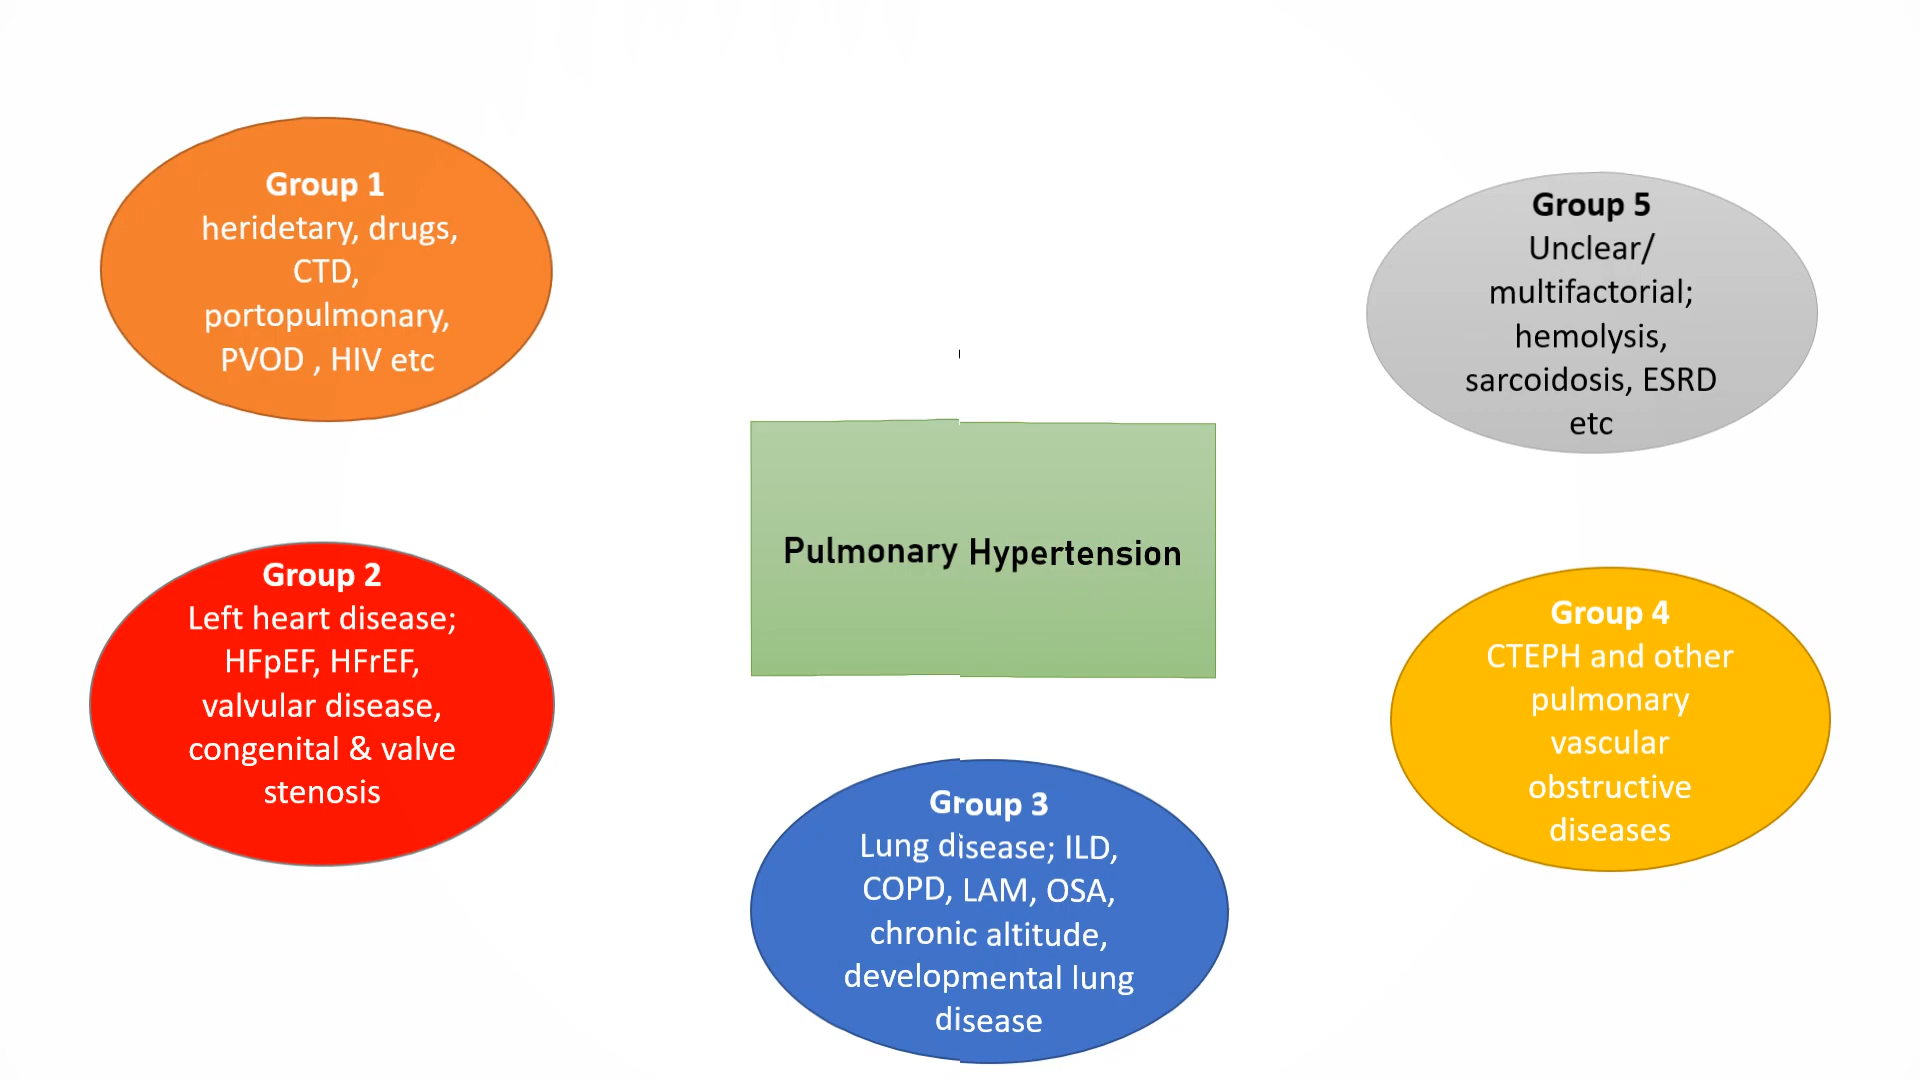 Group 1
heridetary, drugs,
CTD,
portopulmonary,
PVOD , HIV etc
Group 2
Left heart disease;
HFpEF, HFrEF,
valvular disease,
congenital & valve
stenosis
Pulmonary Hypertension
Group 3
Lung disease; ILD,
COPD, LAM, OSA,
chronic altitude,
developmental lung
disease
Group 5
Unclear/
multifactorial;
hemolysis,
sarcoidosis, ESRD
etc
Group 4
CTEPH and other
pulmonary
vascular
obstructive
diseases